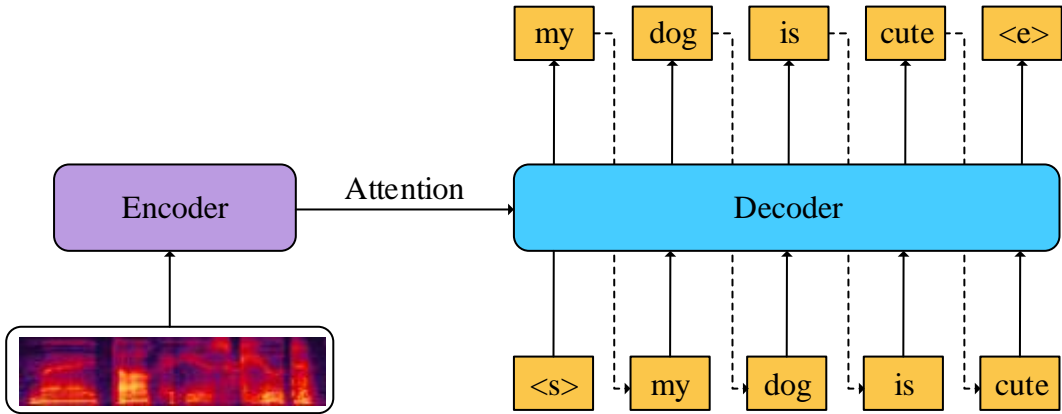 my dog is cute <e>
Encoder
Attention
Decoder
<s> my dog is cute